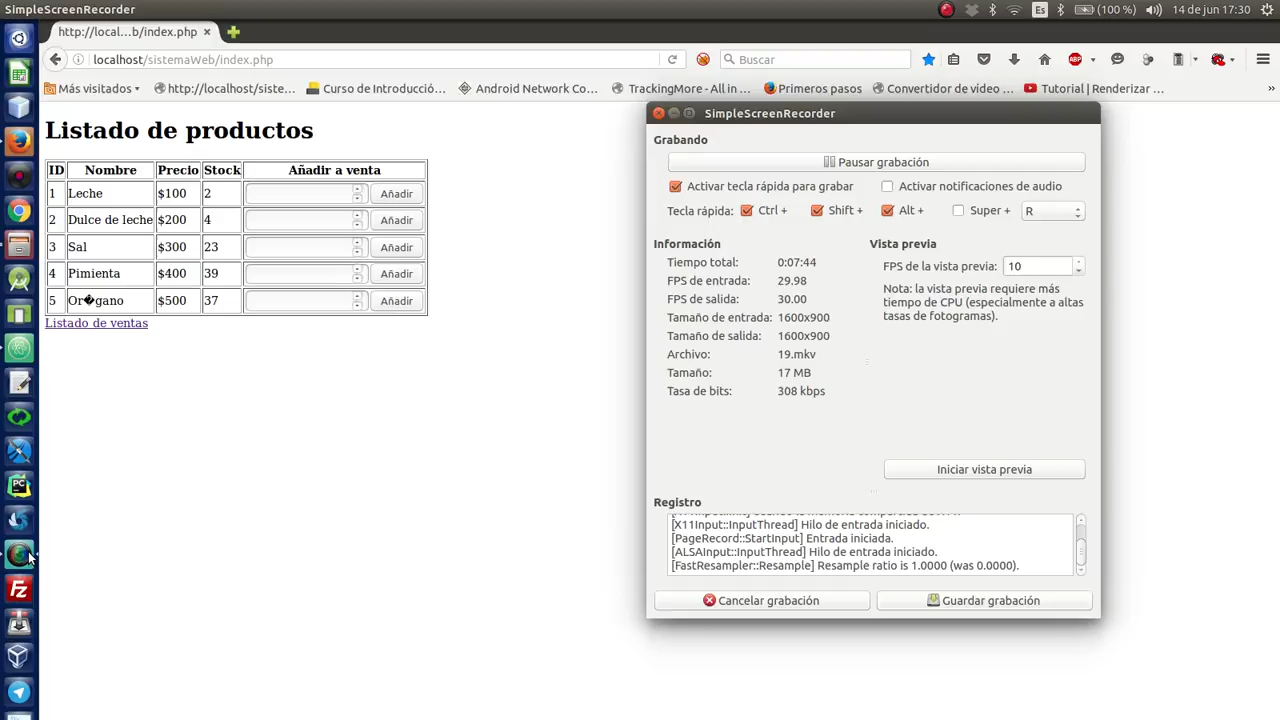 SimpleScreenRecorder
Es
(100 %)
14 de jun 17:30
http://local...b/index.php
localhost/sistemaWeb/index.php
Buscar
ABP
Más visitados
http://localhost/siste...
Curso de Introducció...
Android Network Co...
TrackingMore - All in ...
Primeros pasos
Convertidor de vídeo ...
Tutorial | Renderizar ...
»
Listado de productos
ID Nombre Precio Stock Añadir a venta
1 Leche $100 2 Añadir
2 Dulce de leche $200 4 Añadir
3 Sal $300 23 Añadir
4 Pimienta $400 39 Añadir
5 Or�gano $500 37 Añadir
Listado de ventas
SimpleScreenRecorder
Grabando
Pausar grabación
Activar tecla rápida para grabar
Activar notificaciones de audio
Tecla rápida: Ctrl + Shift + Alt + Super + R
Información
Tiempo total: 0:07:44
FPS de entrada: 29.98
FPS de salida: 30.00
Tamaño de entrada: 1600x900
Tamaño de salida: 1600x900
Archivo: 19.mkv
Tamaño: 17 MB
Tasa de bits: 308 kbps
Vista previa
FPS de la vista previa: 10
Nota: la vista previa requiere más
tiempo de CPU (especialmente a altas
tasas de fotogramas).
Iniciar vista previa
Registro
[X11Input::InputThread] Hilo de entrada iniciado.
[PageRecord::StartInput] Entrada iniciada.
[ALSAInput::InputThread] Hilo de entrada iniciado.
[FastResampler::Resample] Resample ratio is 1.0000 (was 0.0000).
Cancelar grabación
Guardar grabación
PC
Fz